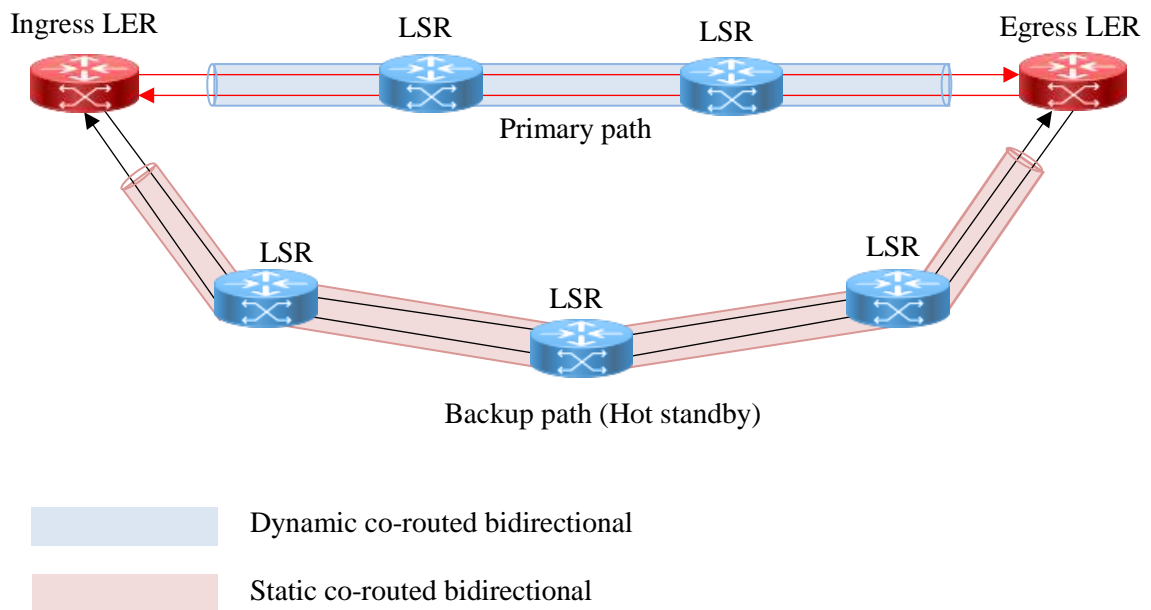 Ingress LER
LSR
LSR
Egress LER
Primary path
LSR
LSR
LSR
Backup path (Hot standby)
Dynamic co-routed bidirectional
Static co-routed bidirectional